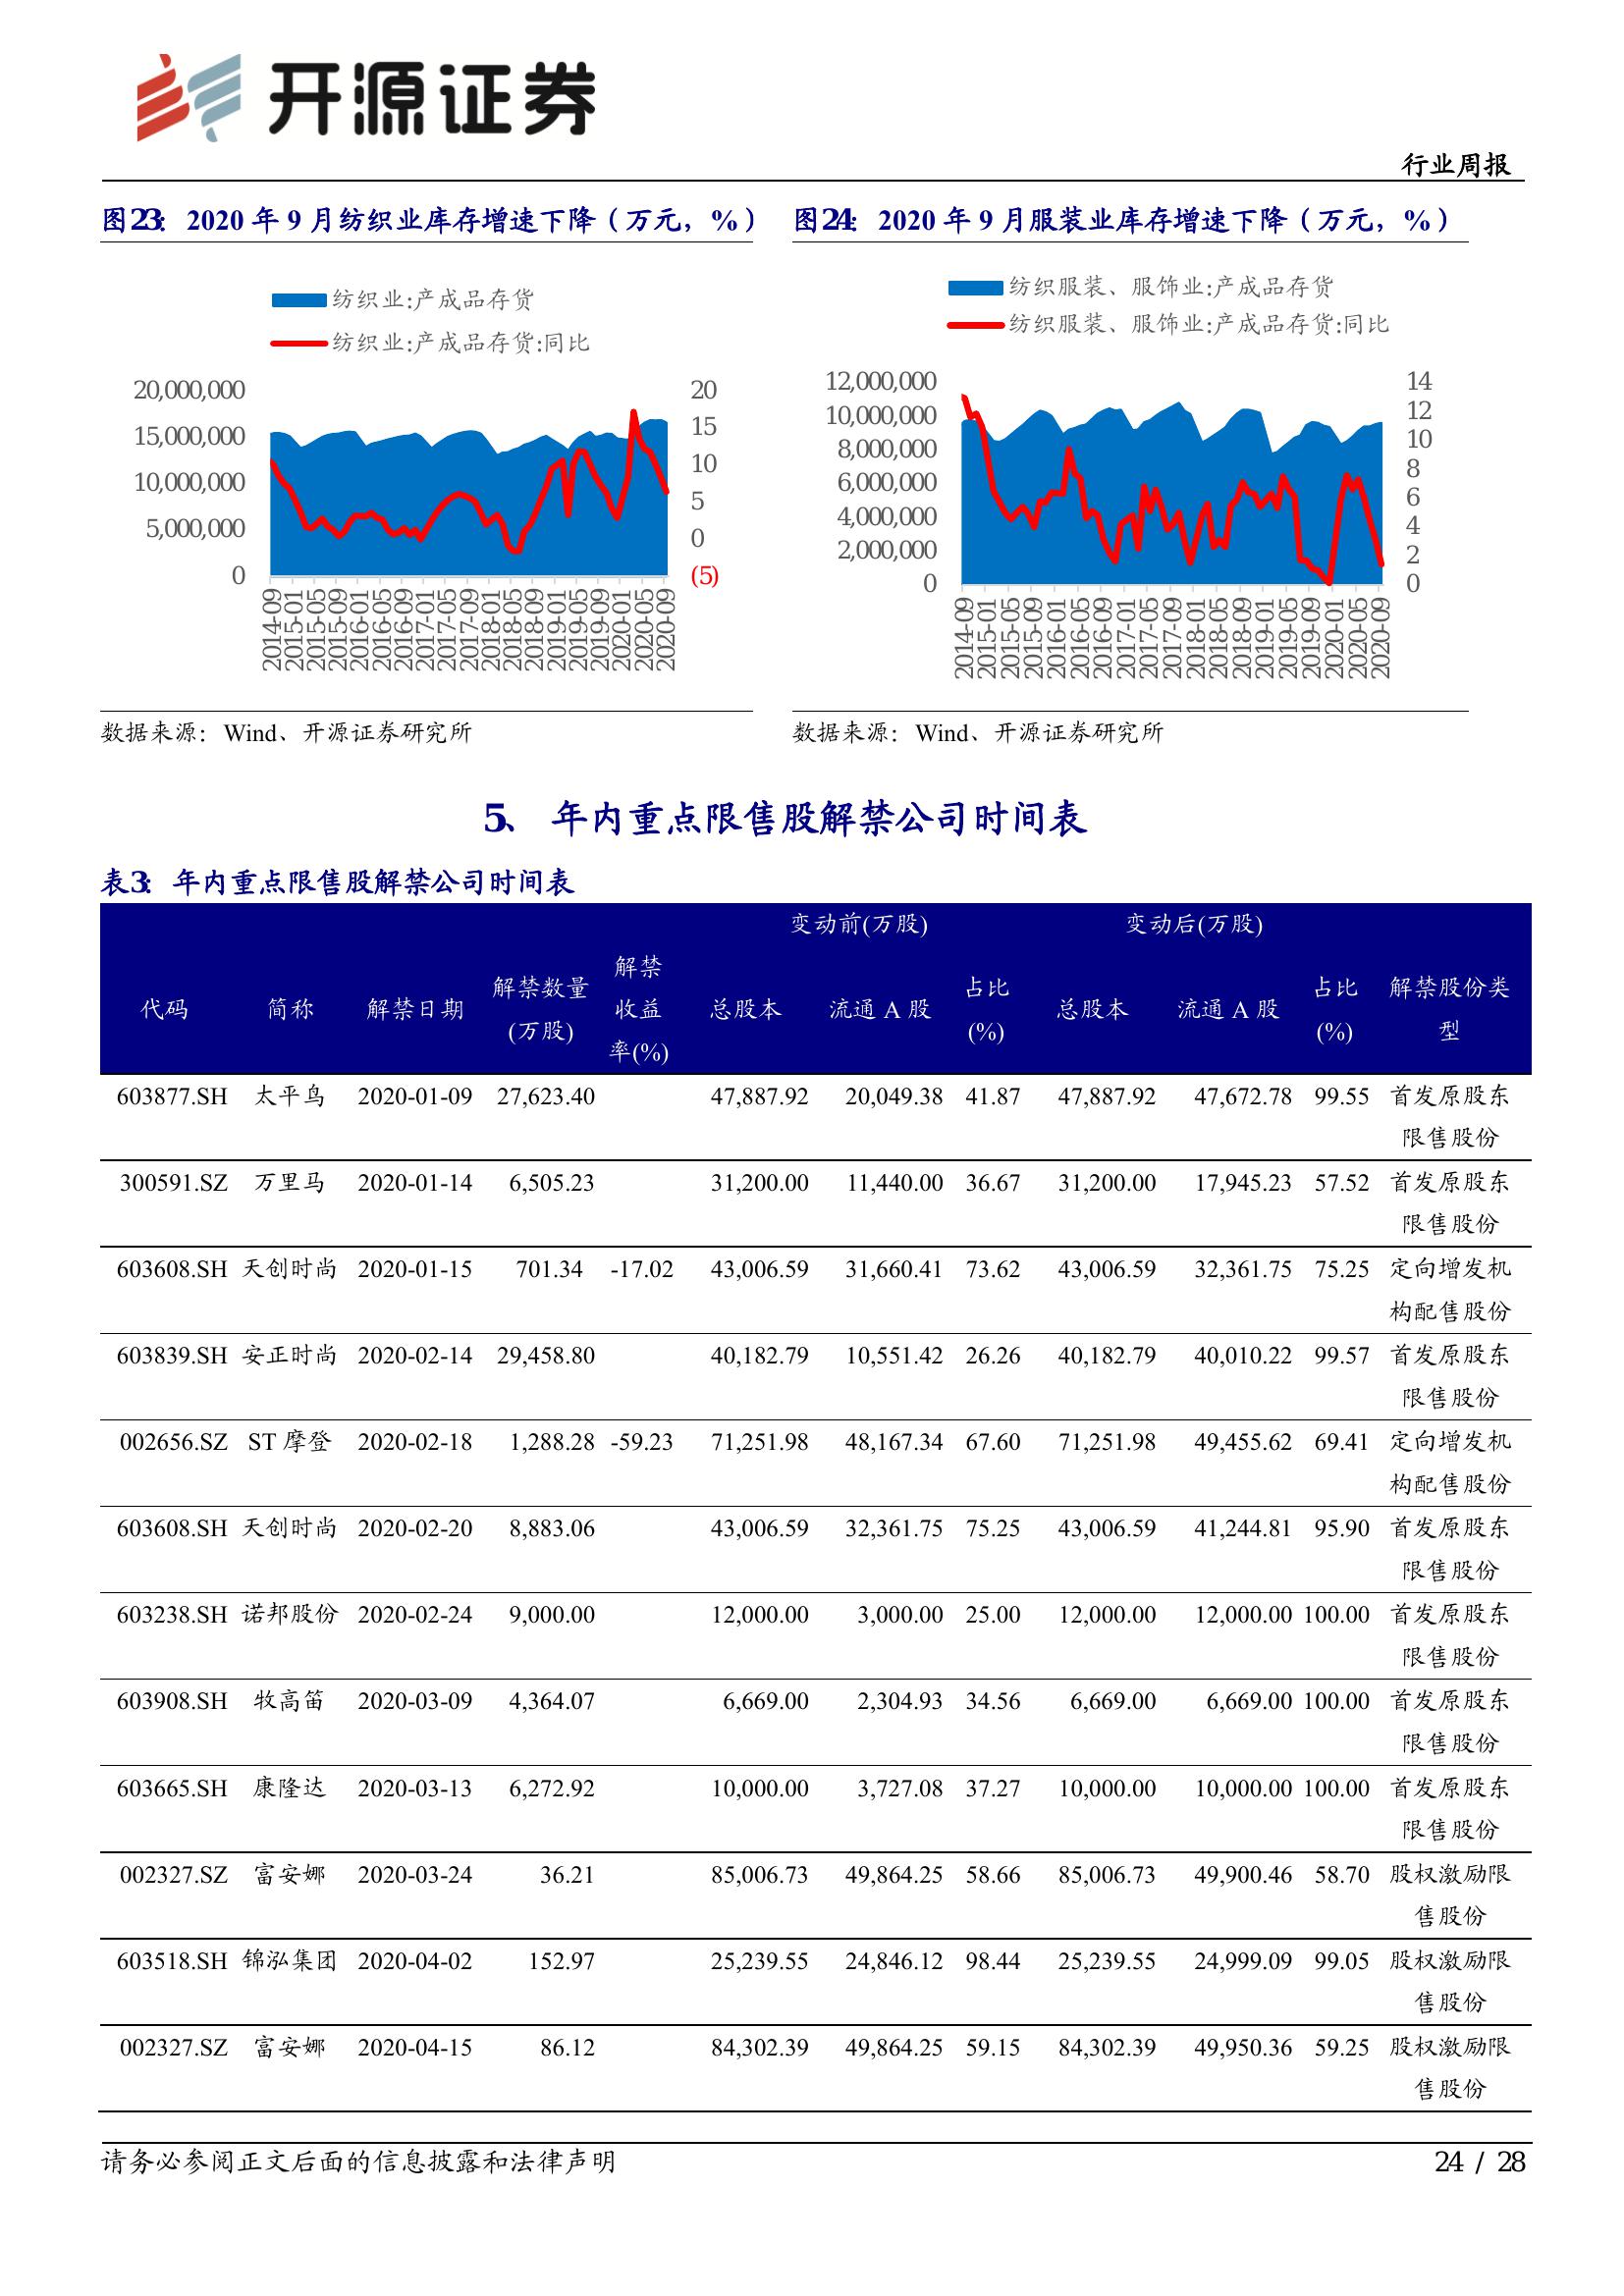 开源证券
行业周报
图23： 2020 年 9 月纺织业库存增速下降（万元，%）
纺织业:产成品存货
纺织业:产成品存货:同比
20,000,000
15,000,000
10,000,000
5,000,000
0
20
15
10
5
0
(5)
2014-09
2015-01
2015-05
2015-09
2016-01
2016-05
2016-09
2017-01
2017-05
2017-09
2018-01
2018-05
2018-09
2019-01
2019-05
2019-09
2020-01
2020-05
2020-09
数据来源：Wind、开源证券研究所
图24： 2020 年 9 月服装业库存增速下降（万元，%）
纺织服装、服饰业:产成品存货
纺织服装、服饰业:产成品存货:同比
12,000,000
10,000,000
8,000,000
6,000,000
4,000,000
2,000,000
0
14
12
10
8
6
4
2
0
2014-09
2015-01
2015-05
2015-09
2016-01
2016-05
2016-09
2017-01
2017-05
2017-09
2018-01
2018-05
2018-09
2019-01
2019-05
2019-09
2020-01
2020-05
2020-09
数据来源：Wind、开源证券研究所
5、 年内重点限售股解禁公司时间表
表3： 年内重点限售股解禁公司时间表
变动前(万股) 变动后(万股)
代码 简称 解禁日期 解禁数量(万股) 解禁收益率(%) 总股本 流通 A 股 占比(%) 总股本 流通 A 股 占比(%) 解禁股份类型
603877.SH 太平鸟 2020-01-09 27,623.40 47,887.92 20,049.38 41.87 47,887.92 47,672.78 99.55 首发原股东
限售股份
300591.SZ 万里马 2020-01-14 6,505.23 31,200.00 11,440.00 36.67 31,200.00 17,945.23 57.52 首发原股东
限售股份
603608.SH 天创时尚 2020-01-15 701.34 -17.02 43,006.59 31,660.41 73.62 43,006.59 32,361.75 75.25 定向增发机
构配售股份
603839.SH 安正时尚 2020-02-14 29,458.80 40,182.79 10,551.42 26.26 40,182.79 40,010.22 99.57 首发原股东
限售股份
002656.SZ ST 摩登 2020-02-18 1,288.28 -59.23 71,251.98 48,167.34 67.60 71,251.98 49,455.62 69.41 定向增发机
构配售股份
603608.SH 天创时尚 2020-02-20 8,883.06 43,006.59 32,361.75 75.25 43,006.59 41,244.81 95.90 首发原股东
限售股份
603238.SH 诺邦股份 2020-02-24 9,000.00 12,000.00 3,000.00 25.00 12,000.00 12,000.00 100.00 首发原股东
限售股份
603908.SH 牧高笛 2020-03-09 4,364.07 6,669.00 2,304.93 34.56 6,669.00 6,669.00 100.00 首发原股东
限售股份
603665.SH 康隆达 2020-03-13 6,272.92 10,000.00 3,727.08 37.27 10,000.00 10,000.00 100.00 首发原股东
限售股份
002327.SZ 富安娜 2020-03-24 36.21 85,006.73 49,864.25 58.66 85,006.73 49,900.46 58.70 股权激励限
售股份
603518.SH 锦泓集团 2020-04-02 152.97 25,239.55 24,846.12 98.44 25,239.55 24,999.09 99.05 股权激励限
售股份
002327.SZ 富安娜 2020-04-15 86.12 84,302.39 49,864.25 59.15 84,302.39 49,950.36 59.25 股权激励限
售股份
请务必参阅正文后面的信息披露和法律声明
24 / 28